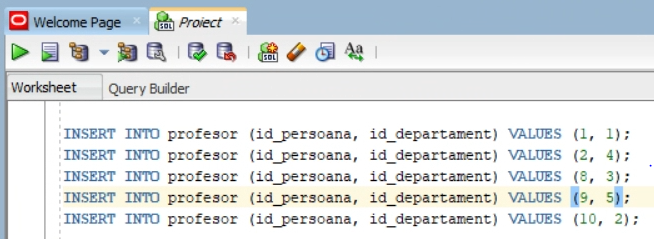 Welcome Page
Proiect
SQL
Aa
Worksheet
Query Builder
INSERT INTO profesor (id_persoana, id_departament) VALUES (1, 1);
INSERT INTO profesor (id_persoana, id_departament) VALUES (2, 4);
INSERT INTO profesor (id_persoana, id_departament) VALUES (8, 3);
INSERT INTO profesor (id_persoana, id_departament) VALUES (9, 5);
INSERT INTO profesor (id_persoana, id_departament) VALUES (10, 2);